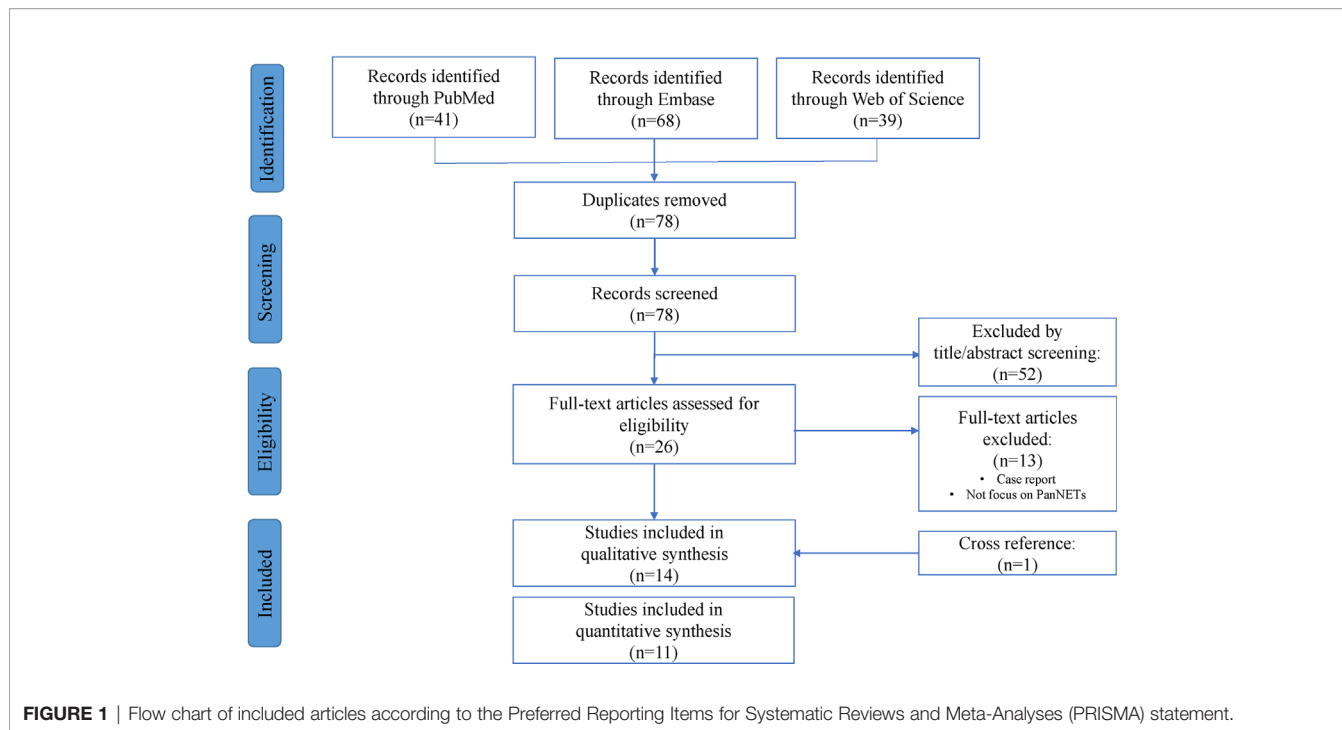 Identification
Records identified
through PubMed
(n=41)
Records identified
through Embase
(n=68)
Records identified
through Web of Science
(n=39)
Duplicates removed
(n=78)
Screening
Records screened
(n=78)
Excluded by
title/abstract screening:
(n=52)
Eligibility
Full-text articles assessed for
eligibility
(n=26)
Full-text articles
excluded:
(n=13)
• Case report
• Not focus on PanNETs
Included
Studies included in
qualitative synthesis
(n=14)
Cross reference:
(n=1)
Studies included in
quantitative synthesis
(n=11)
FIGURE 1 | Flow chart of included articles according to the Preferred Reporting Items for Systematic Reviews and Meta-Analyses (PRISMA) statement.